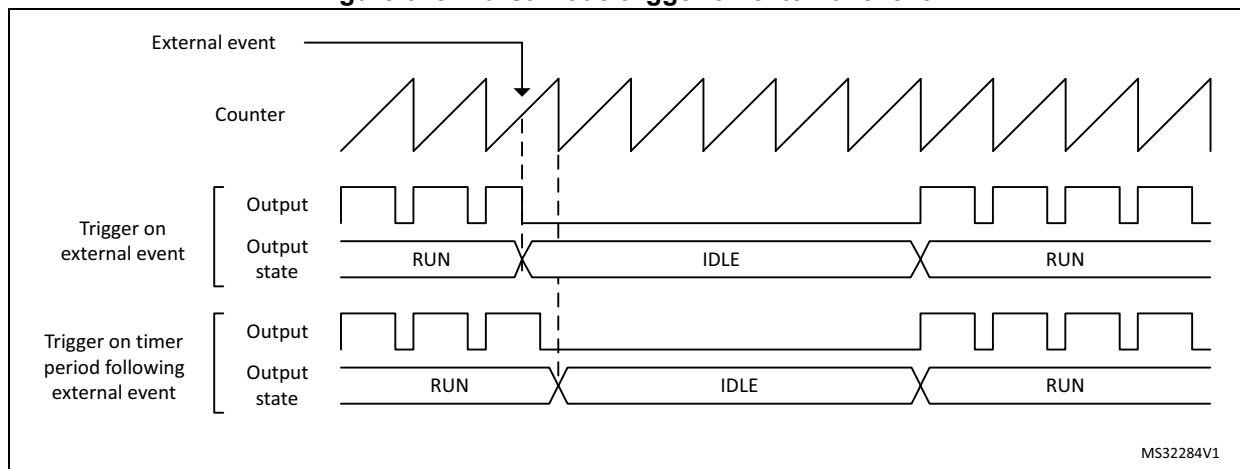 External event
Counter
Trigger on
external event
Output
Output
state
RUN
IDLE
RUN
Trigger on timer
period following
external event
Output
Output
state
RUN
IDLE
RUN
MS32284V1